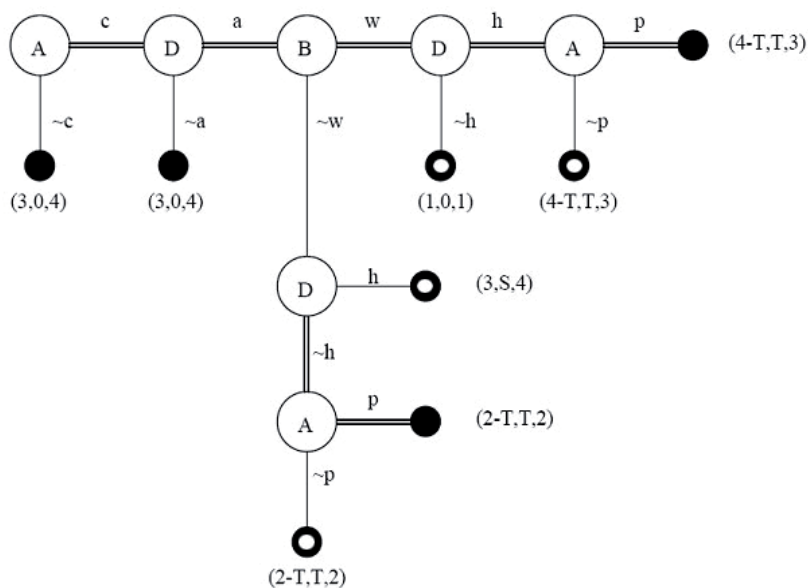 c a w h p
A D B D A (4-T,T,3)
~c ~a ~w ~h ~p
(3,0,4) (3,0,4) (1,0,1) (4-T,T,3)
D h (3,S,4)
~h
p
A (2-T,T,2)
~p
(2-T,T,2)